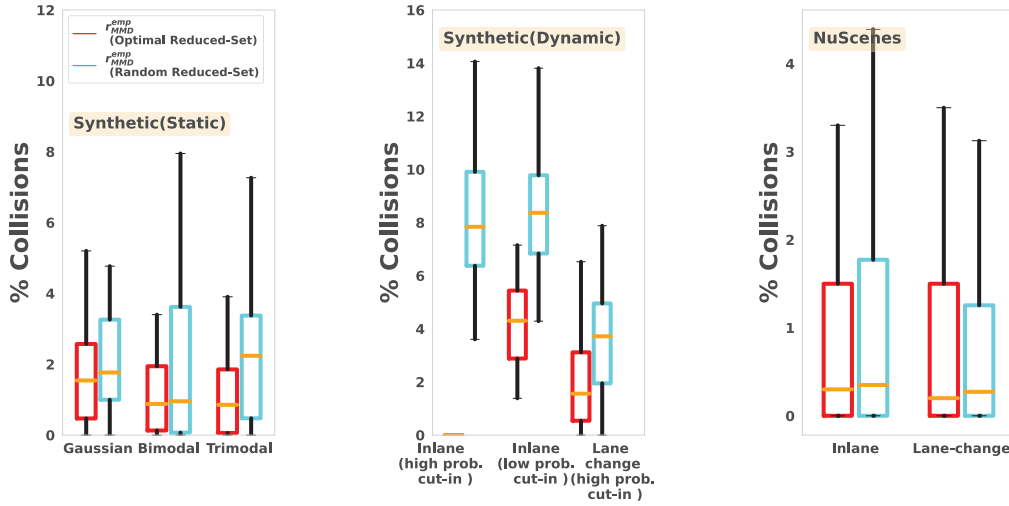 % Collisions
12
10
8
6
4
2
0
r^{emp}_{MMD}
(Optimal Reduced-Set)
r^{emp}_{MMD}
(Random Reduced-Set)
Synthetic(Static)
Gaussian Bimodal Trimodal
% Collisions
16
14
12
10
8
6
4
2
0
Synthetic(Dynamic)
Inlane
(high prob.
cut-in )
Inlane
(low prob.
cut-in )
Lane
change
(high prob.
cut-in )
% Collisions
4
3
2
1
0
NuScenes
Inlane Lane-change